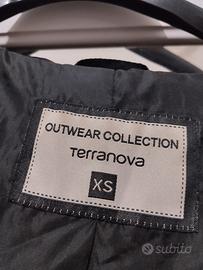 OUTWEAR COLLECTION
Terranova
XS
subito